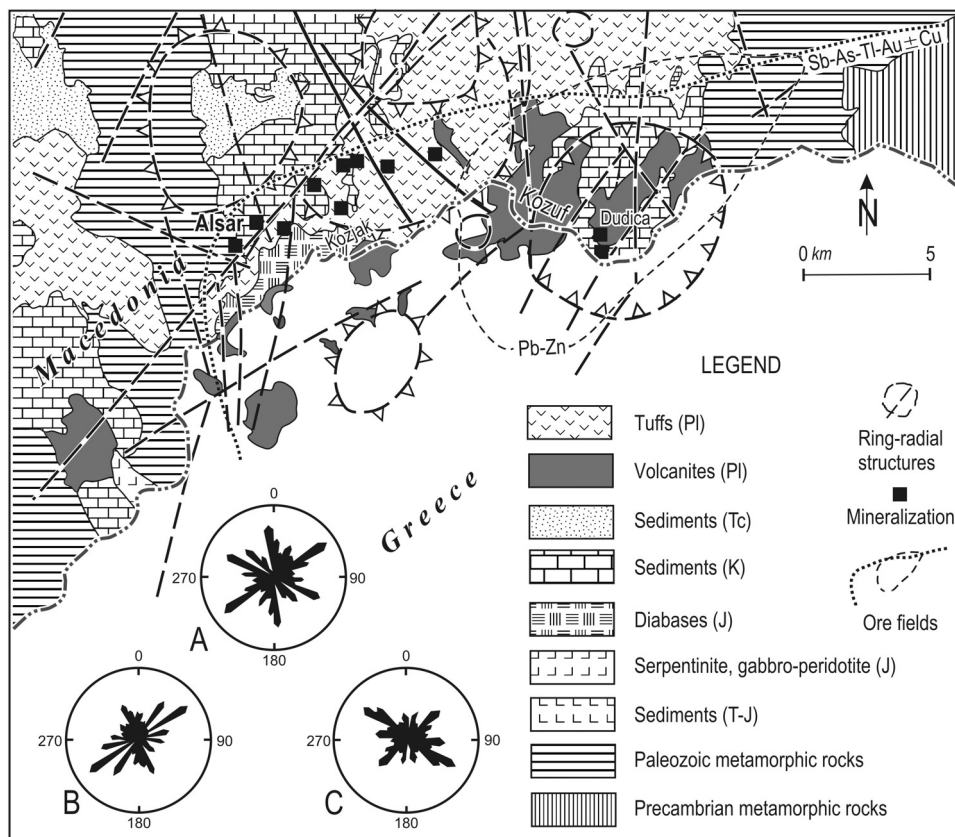 Sb-As-Tl-Au±Cu
Kozuf
Dudica
Alsar
Kozjak
N
0 km 5
Macedonia
Pb-Zn
Greece
LEGEND
Tuffs (Pl)
Volcanites (Pl)
Sediments (Tc)
Sediments (K)
Diabases (J)
Serpentinite, gabbro-peridotite (J)
Sediments (T-J)
Paleozoic metamorphic rocks
Precambrian metamorphic rocks
Ring-radial
structures
Mineralization
Ore fields
0
270
90
180
A
0
270
90
180
B
0
270
90
180
C